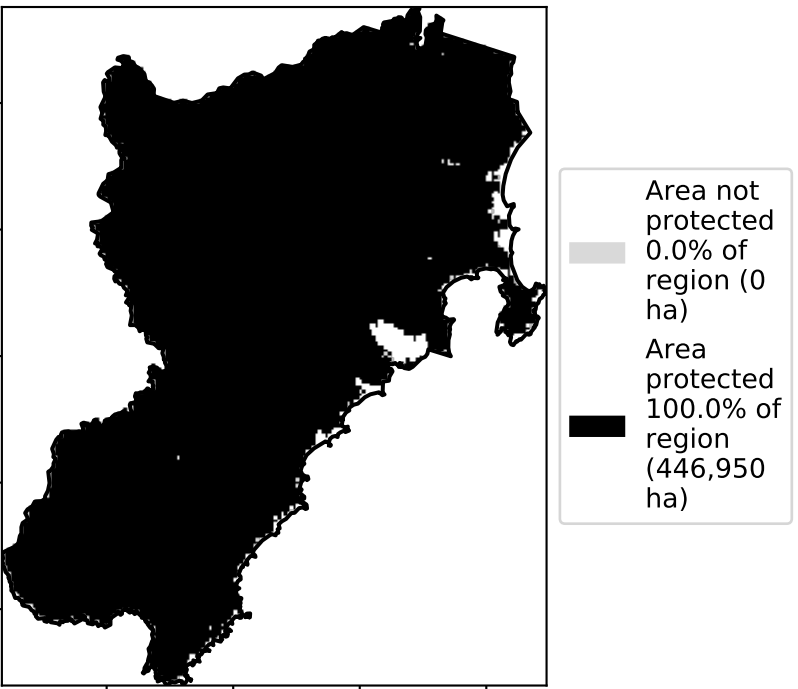 Area not
protected
0.0% of
region (0
ha)
Area
protected
100.0% of
region
(446,950
ha)